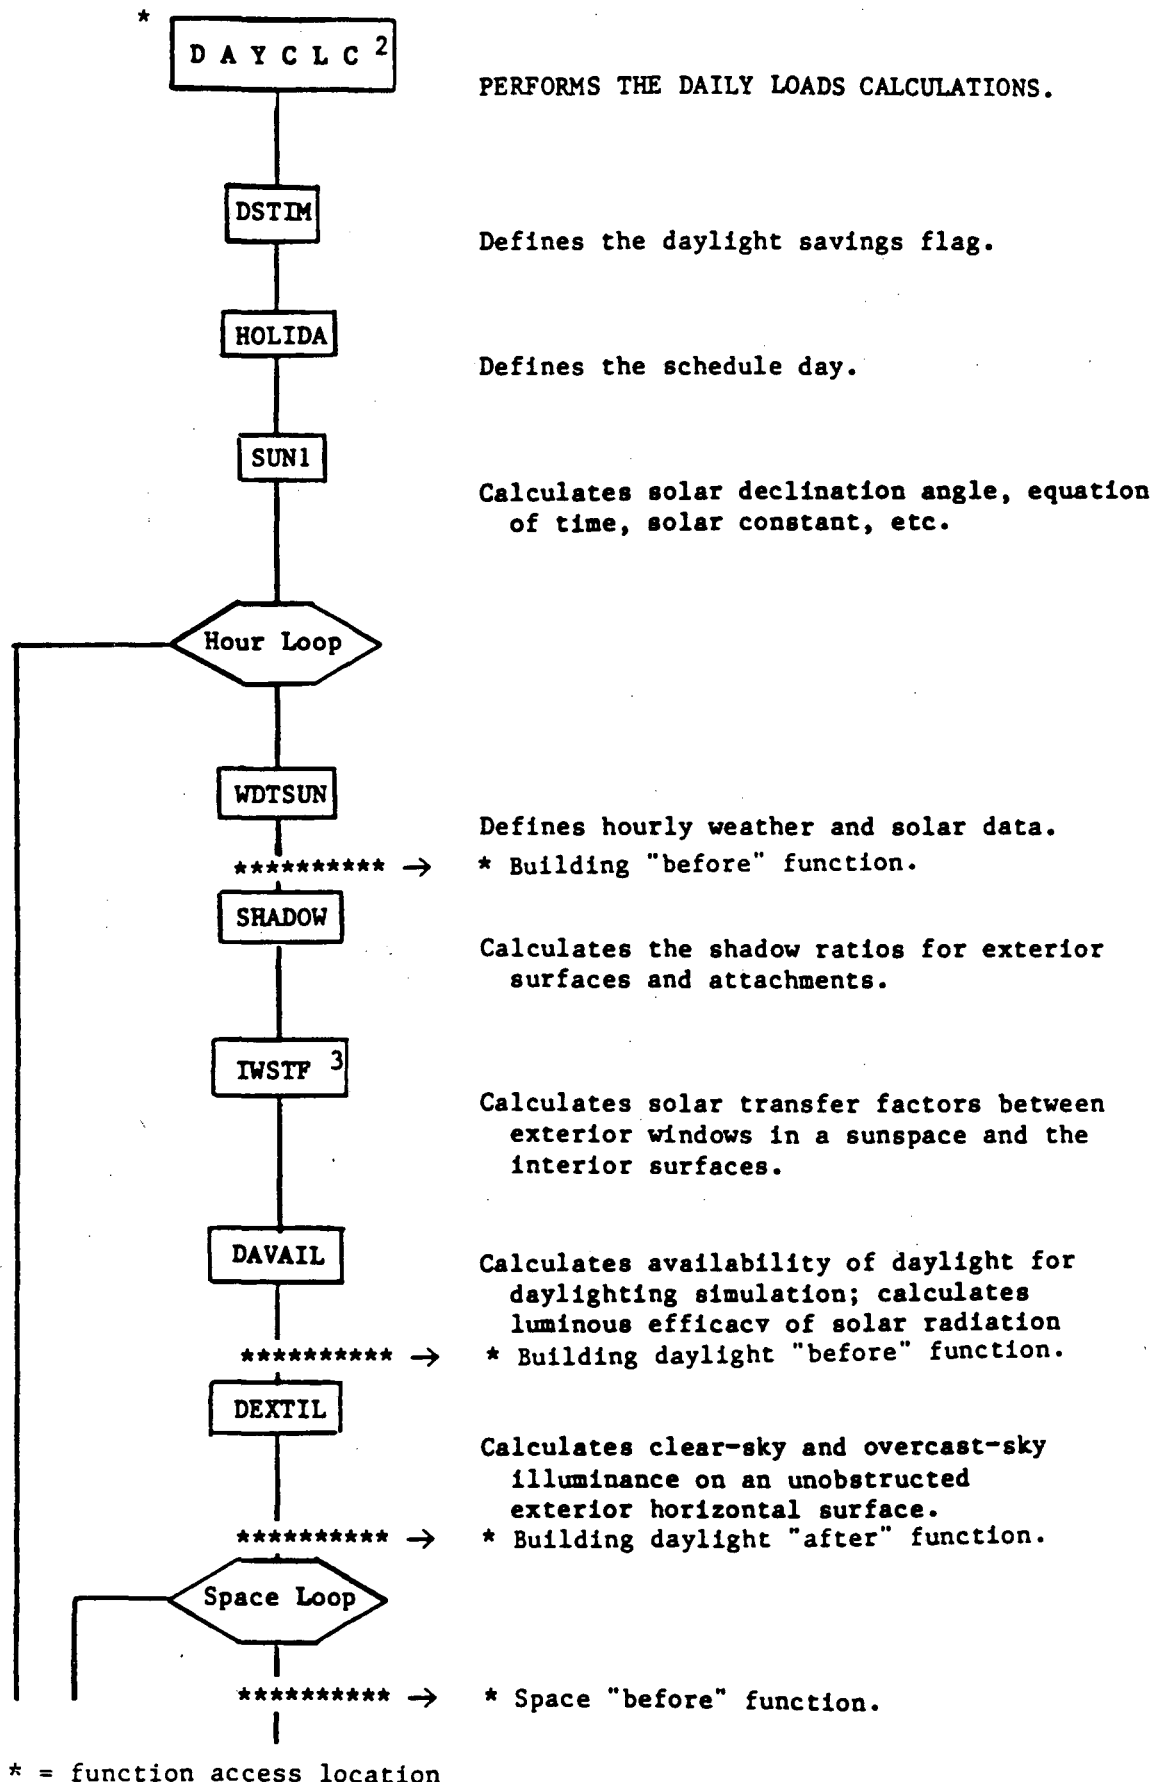 *
D A Y C L C 2
PERFORMS THE DAILY LOADS CALCULATIONS.
DSTIM
Defines the daylight savings flag.
HOLIDA
Defines the schedule day.
SUN1
Calculates solar declination angle, equation
of time, solar constant, etc.
Hour Loop
WDTSUN
Defines hourly weather and solar data.
********** → * Building "before" function.
SHADOW
Calculates the shadow ratios for exterior
surfaces and attachments.
IWSTF 3
Calculates solar transfer factors between
exterior windows in a sunspace and the
interior surfaces.
DAVAIL
Calculates availability of daylight for
daylighting simulation; calculates
luminous efficacy of solar radiation
********** → * Building daylight "before" function.
DEXTIL
Calculates clear-sky and overcast-sky
illuminance on an unobstructed
exterior horizontal surface.
********** → * Building daylight "after" function.
Space Loop
********** → * Space "before" function.
* = function access location